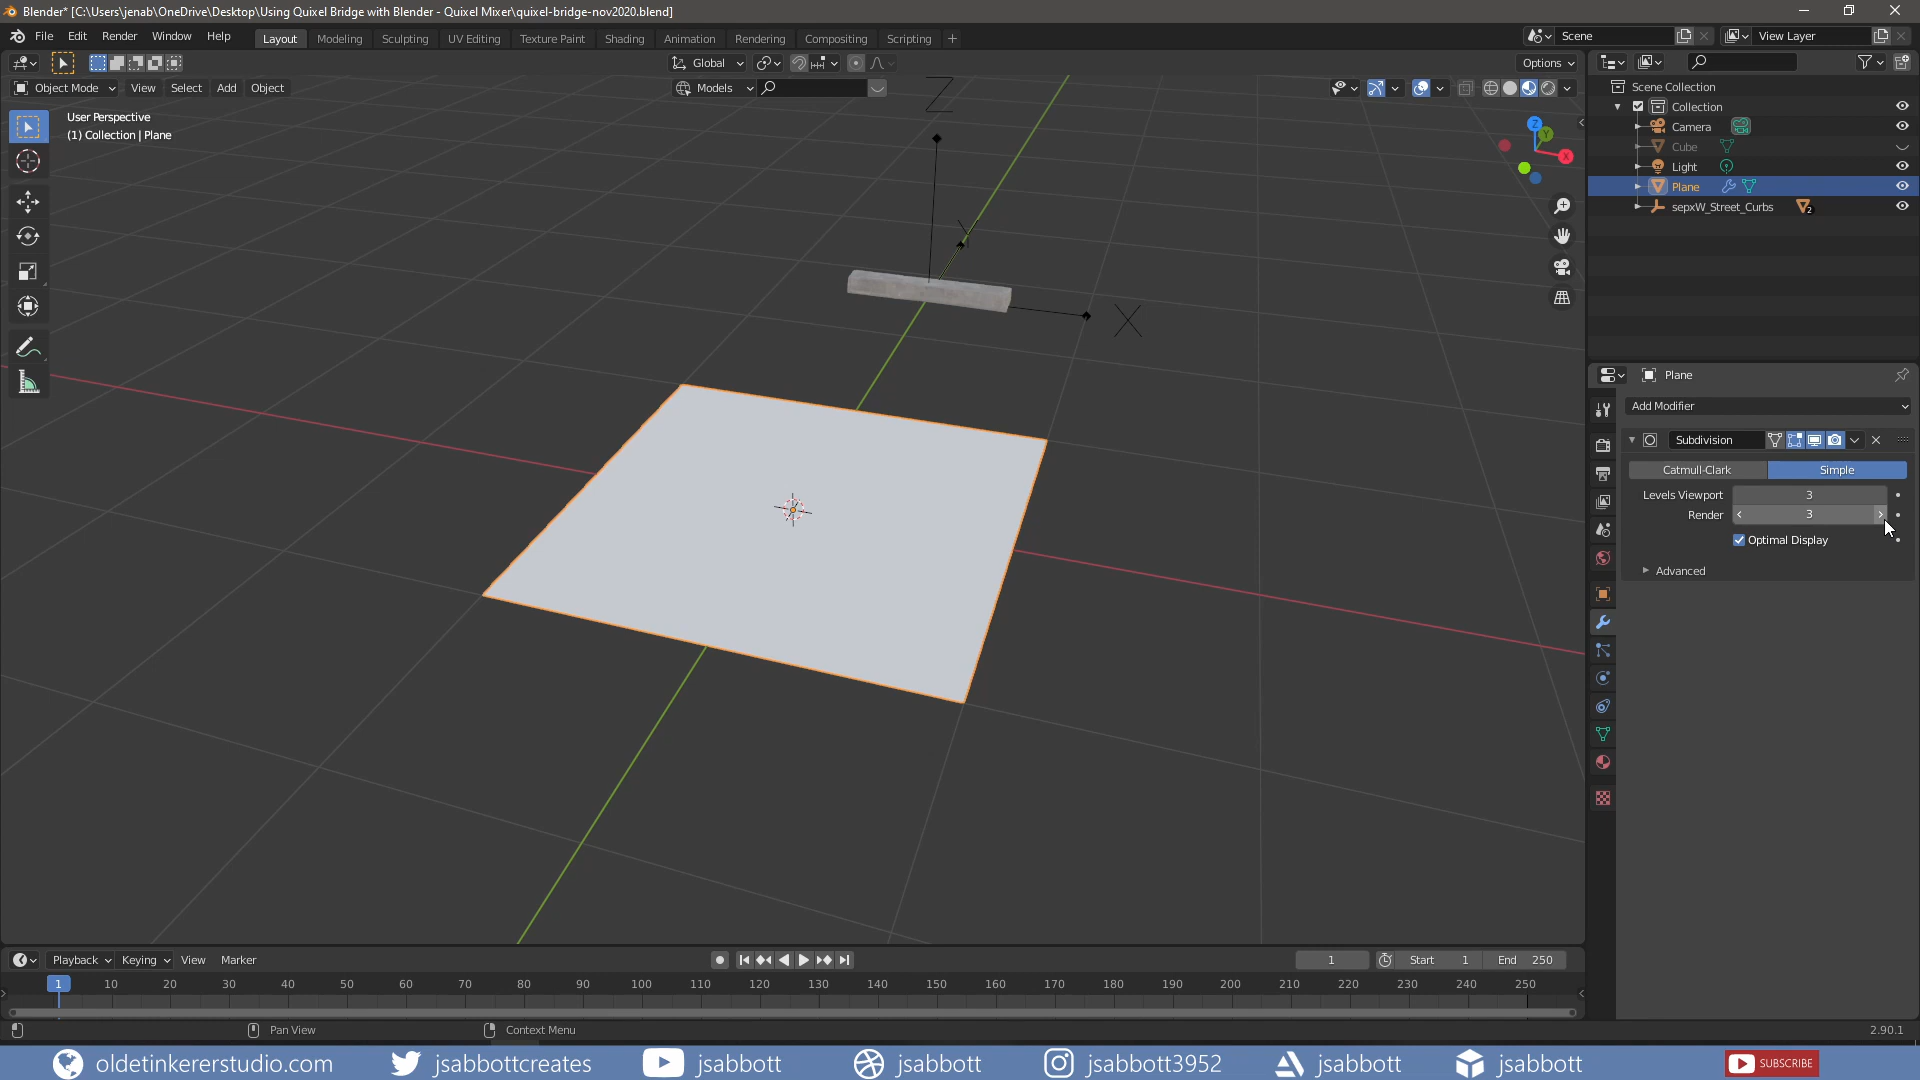 Blender* [C:\Users\jenab\OneDrive\Desktop\Using Quixel Bridge with Blender - Quixel Mixer\quixel-bridge-nov2020.blend]
File Edit Render Window Help Layout Modeling Sculpting UV Editing Texture Paint Shading Animation Rendering Compositing Scripting + Scene View Layer
Global Options
Object Mode View Select Add Object Models
User Perspective
(1) Collection | Plane
Z
Y
X
Z
Y
X
Scene Collection
Collection
Camera
Cube
Light
Plane
sepxW_Street_Curbs 2
Plane
Add Modifier
Subdivision
Catmull-Clark Simple
Levels Viewport 3
Render 3
Optimal Display
Advanced
Playback Keying View Marker 1 Start 1 End 250
1 10 20 30 40 50 60 70 80 90 100 110 120 130 140 150 160 170 180 190 200 210 220 230 240 250
Pan View Context Menu 2.90.1
oldetinkererstudio.com jsabbottcreates jsabbott jsabbott jsabbott3952 jsabbott jsabbott SUBSCRIBE